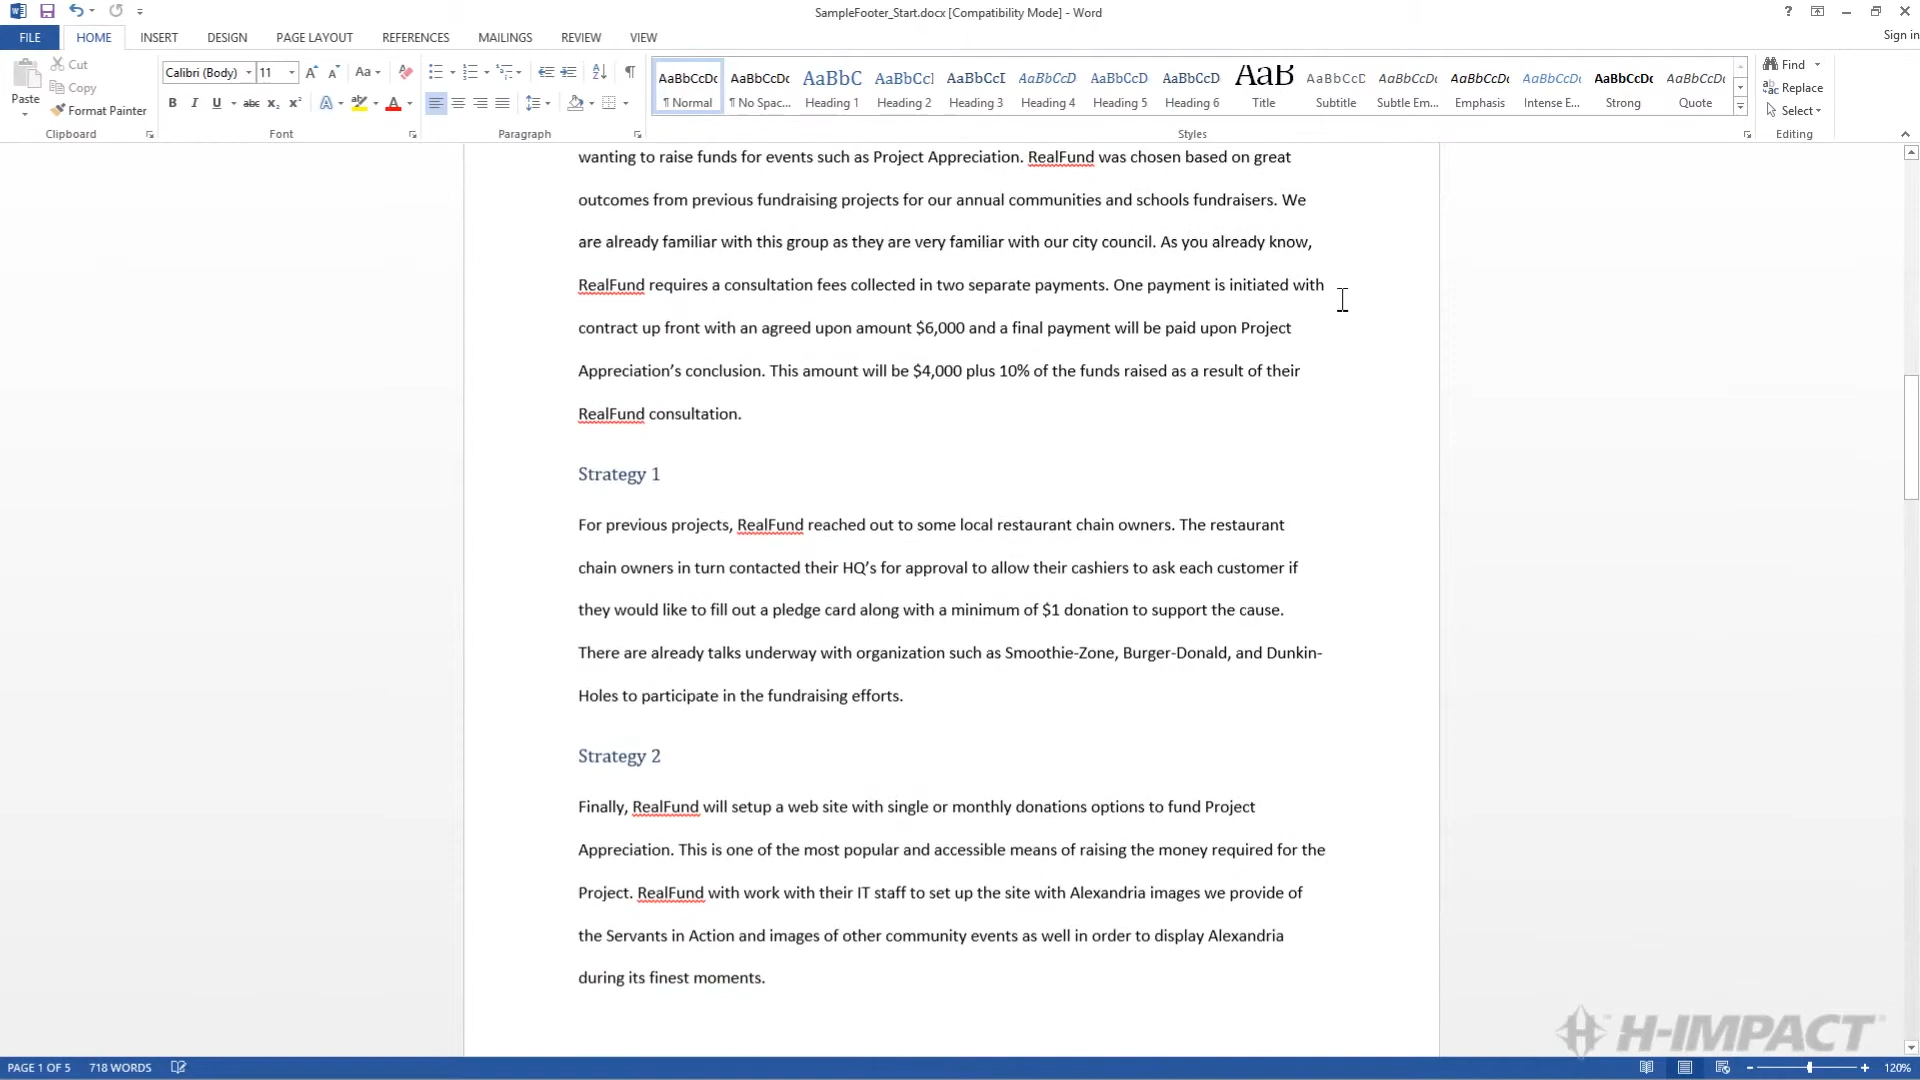 SampleFooter_Start.docx [Compatibility Mode] - Word
?
Sign in
FILE HOME INSERT DESIGN PAGE LAYOUT REFERENCES MAILINGS REVIEW VIEW
Paste
Cut
Copy
Format Painter
Clipboard
Calibri (Body) 11
Aa
B I U abc x₂ x² A A
Font
Paragraph
AaBbCcDc AaBbCcDc AaBbC AaBbCc] AaBbCcI AaBbCcD AaBbCcD AaBbCcD AaB AaBbCcD AaBbCcDc AaBbCcDc AaBbCcDc AaBbCcDc AaBbCcDc
¶ Normal ¶ No Spac... Heading 1 Heading 2 Heading 3 Heading 4 Heading 5 Heading 6 Title Subtitle Subtle Em... Emphasis Intense E... Strong Quote
Styles
Find
Replace
Select
Editing
wanting to raise funds for events such as Project Appreciation. RealFund was chosen based on great
outcomes from previous fundraising projects for our annual communities and schools fundraisers. We
are already familiar with this group as they are very familiar with our city council. As you already know,
RealFund requires a consultation fees collected in two separate payments. One payment is initiated with
contract up front with an agreed upon amount $6,000 and a final payment will be paid upon Project
Appreciation’s conclusion. This amount will be $4,000 plus 10% of the funds raised as a result of their
RealFund consultation.
Strategy 1
For previous projects, RealFund reached out to some local restaurant chain owners. The restaurant
chain owners in turn contacted their HQ’s for approval to allow their cashiers to ask each customer if
they would like to fill out a pledge card along with a minimum of $1 donation to support the cause.
There are already talks underway with organization such as Smoothie-Zone, Burger-Donald, and Dunkin-
Holes to participate in the fundraising efforts.
Strategy 2
Finally, RealFund will setup a web site with single or monthly donations options to fund Project
Appreciation. This is one of the most popular and accessible means of raising the money required for the
Project. RealFund with work with their IT staff to set up the site with Alexandria images we provide of
the Servants in Action and images of other community events as well in order to display Alexandria
during its finest moments.
H-IMPACT
PAGE 1 OF 5 718 WORDS
120%